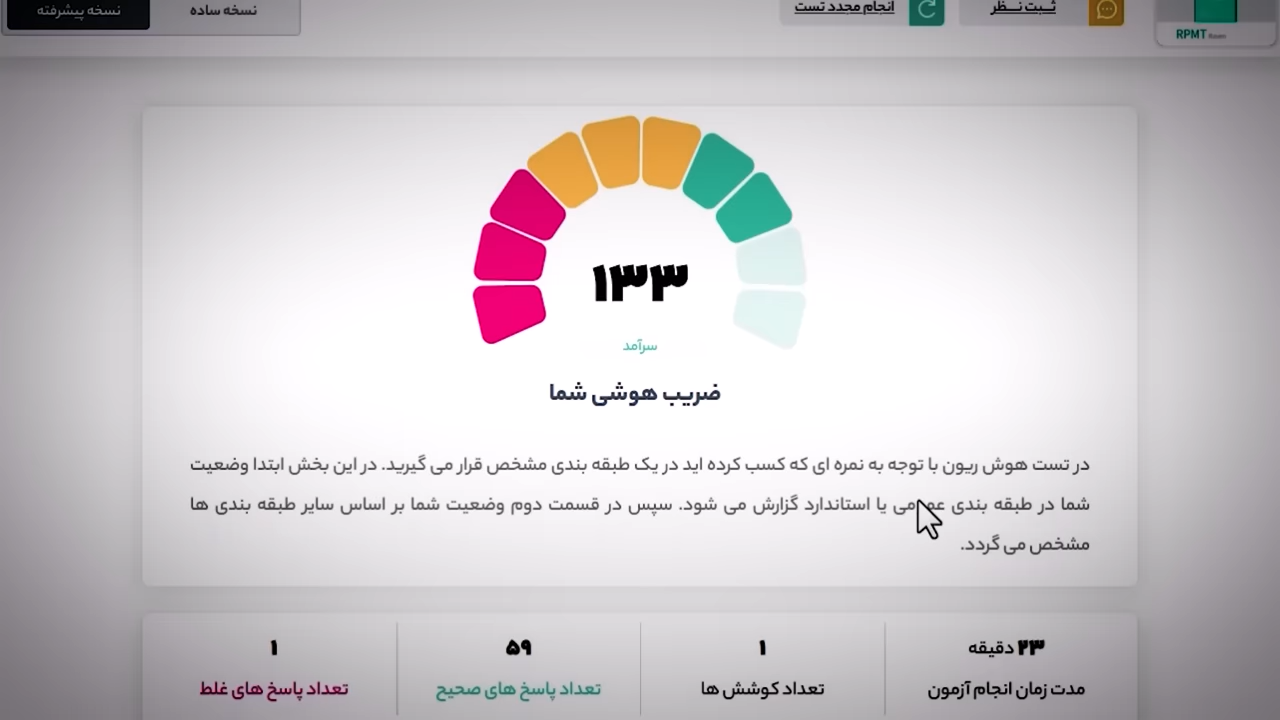 ثبت نظر
انجام مجدد تست
نسخه ساده
نسخه پیشرفته
RPMT
۱۳۳
سرآمد
ضریب هوشی شما
در تست هوش ریون با توجه به نمره ای که کسب کرده اید در یک طبقه بندی مشخص قرار می گیرید. در این بخش ابتدا وضعیت
شما در طبقه بندی عمومی یا استاندارد گزارش می شود. سپس در قسمت دوم وضعیت شما بر اساس سایر طبقه بندی ها
مشخص می گردد.
۲۳ دقیقه
مدت زمان انجام آزمون
۱
تعداد کوشش ها
۵۹
تعداد پاسخ های صحیح
۱
تعداد پاسخ های غلط